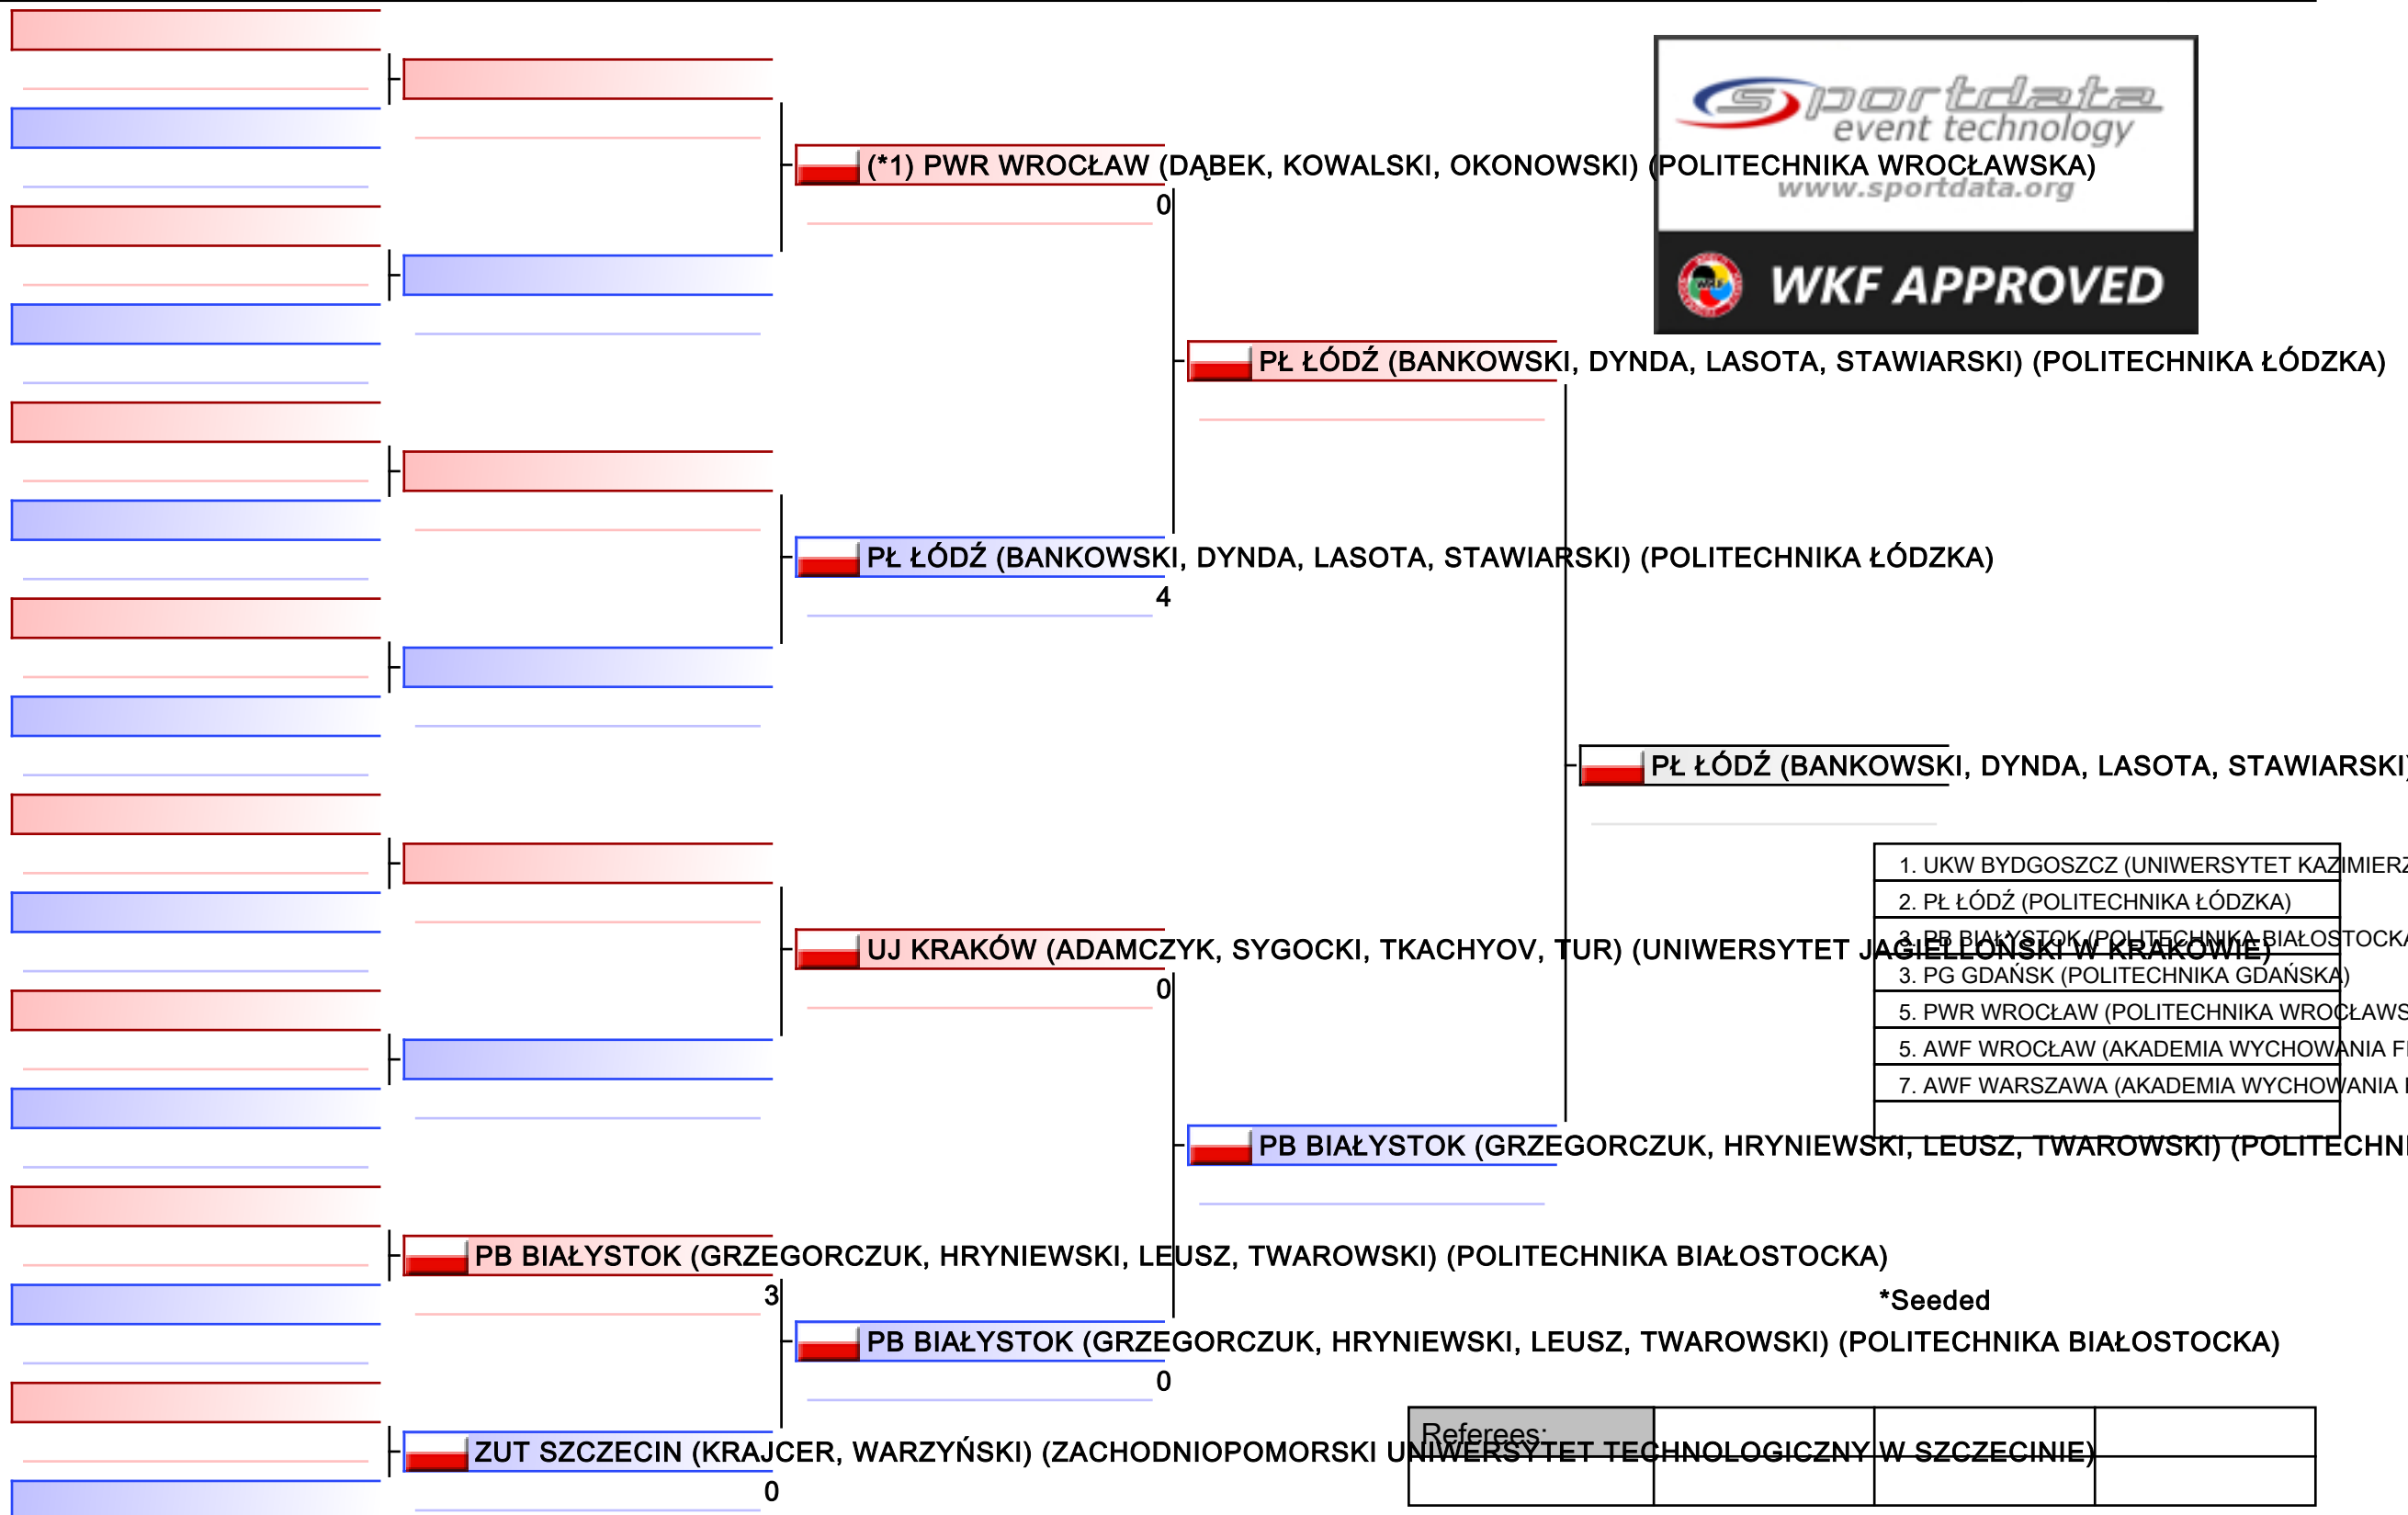 sportdata
event technology
(*1) PWR WROCŁAW (DĄBEK, KOWALSKI, OKONOWSKI) (POLITECHNIKA WROCŁAWSKA)
www.sportdata.org
0
WKF APPROVED
PŁ ŁÓDŹ (BANKOWSKI, DYNDA, LASOTA, STAWIARSKI) (POLITECHNIKA ŁÓDZKA)
PŁ ŁÓDŹ (BANKOWSKI, DYNDA, LASOTA, STAWIARSKI) (POLITECHNIKA ŁÓDZKA)
4
PŁ ŁÓDŹ (BANKOWSKI, DYNDA, LASOTA, STAWIARSKI)
1. UKW BYDGOSZCZ (UNIWERSYTET KAZIMIERZ
2. PŁ ŁÓDŹ (POLITECHNIKA ŁÓDZKA)
3. PB BIAŁYSTOK (POLITECHNIKA BIAŁOSTOCKA
UJ KRAKÓW (ADAMCZYK, SYGOCKI, TKACHYOV, TUR) (UNIWERSYTET JAGIELLOŃSKI W KRAKOWIE)
3. PG GDAŃSK (POLITECHNIKA GDAŃSKA)
0
5. PWR WROCŁAW (POLITECHNIKA WROCŁAWS
5. AWF WROCŁAW (AKADEMIA WYCHOWANIA F
7. AWF WARSZAWA (AKADEMIA WYCHOWANIA
PB BIAŁYSTOK (GRZEGORCZUK, HRYNIEWSKI, LEUSZ, TWAROWSKI) (POLITECHNI
PB BIAŁYSTOK (GRZEGORCZUK, HRYNIEWSKI, LEUSZ, TWAROWSKI) (POLITECHNIKA BIAŁOSTOCKA)
3
*Seeded
PB BIAŁYSTOK (GRZEGORCZUK, HRYNIEWSKI, LEUSZ, TWAROWSKI) (POLITECHNIKA BIAŁOSTOCKA)
0
Referees:
ZUT SZCZECIN (KRAJCER, WARZYŃSKI) (ZACHODNIOPOMORSKI UNIWERSYTET TECHNOLOGICZNY W SZCZECINIE)
0